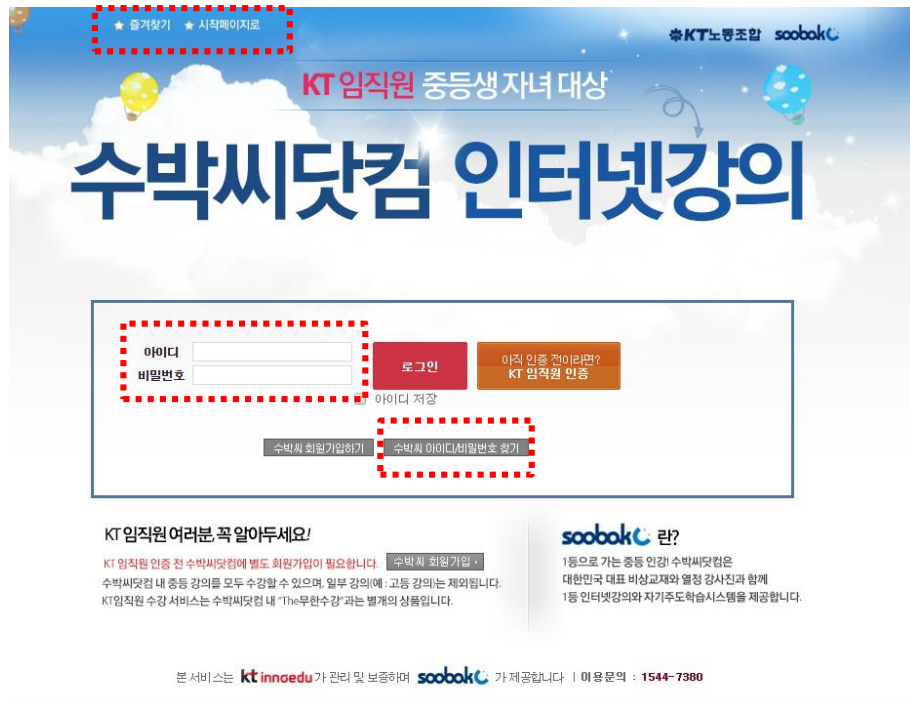 ★ 즐겨찾기 ★ 시작페이지로
KT노동조합 soobakC
KT 임직원 중등생 자녀 대상
수박씨닷컴 인터넷강의
아이디
비밀번호
로그인
아직 인증 전이라면?
KT 임직원 인증
아이디 저장
수박씨 회원가입하기 수박씨 아이디/비밀번호 찾기
KT 임직원 여러분, 꼭 알아두세요!
KT 임직원 인증 전 수박씨닷컴에 별도 회원가입이 필요합니다. 수박씨 회원가입
수박씨닷컴 내 중등 강의를 모두 수강할 수 있으며, 일부 강의(예 : 고등 강의)는 제외됩니다.
KT임직원 수강 서비스는 수박씨닷컴 내 "The무한수강"과는 별개의 상품입니다.
soobakC 란?
1등으로 가는 중등 인강! 수박씨닷컴은
대한민국 대표 비상교재와 열정 강사진과 함께
1등 인터넷강의와 자기주도학습시스템을 제공합니다.
본 서비스는 kt innoedu 가 관리 및 보증하며 soobakC 가 제공합니다 | 이용문의 : 1544-7380